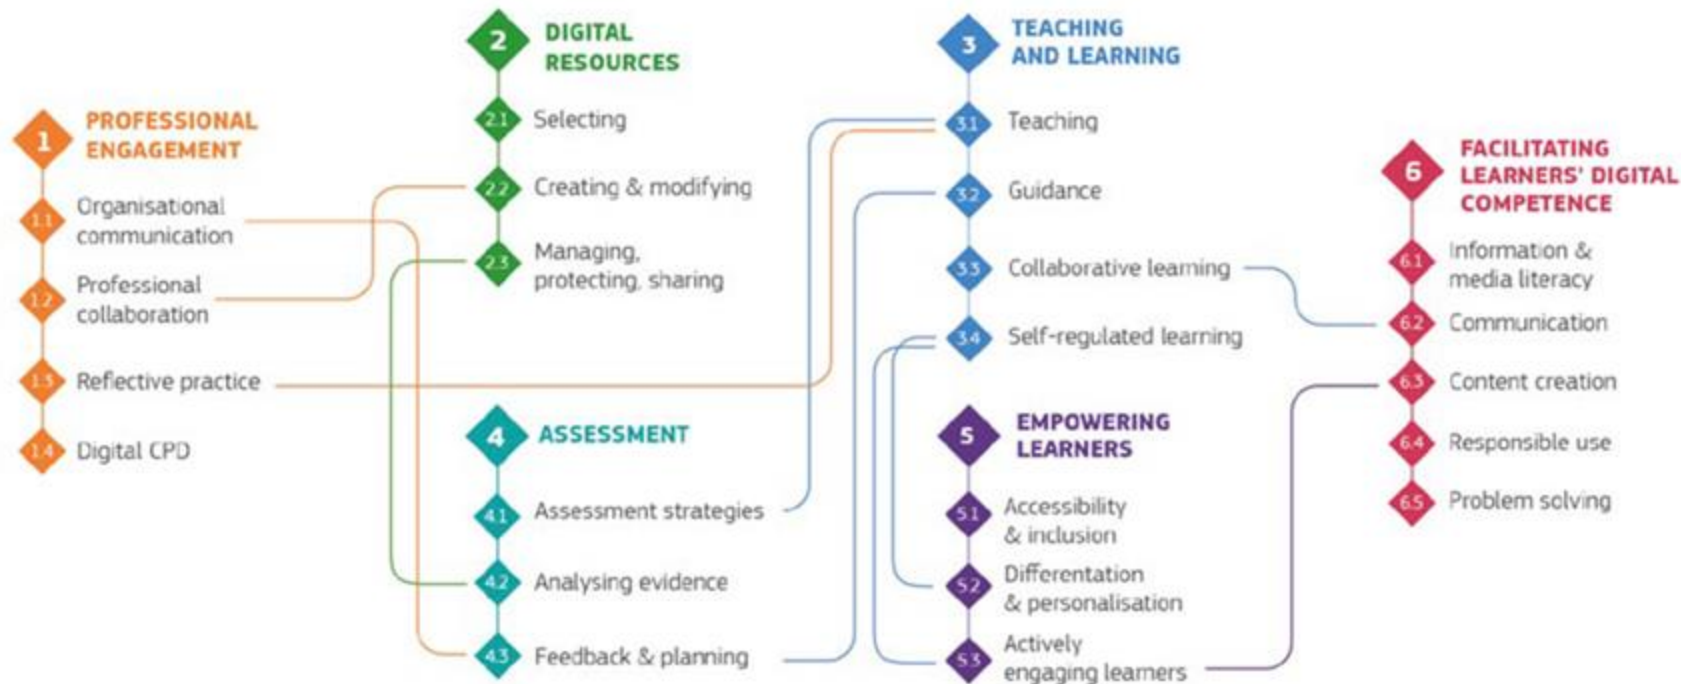 1
PROFESSIONAL
ENGAGEMENT
1.1
Organisational
communication
1.2
Professional
collaboration
1.3
Reflective practice
1.4
Digital CPD
2
DIGITAL
RESOURCES
2.1
Selecting
2.2
Creating & modifying
2.3
Managing,
protecting, sharing
3
TEACHING
AND LEARNING
3.1
Teaching
3.2
Guidance
3.3
Collaborative learning
3.4
Self-regulated learning
4
ASSESSMENT
4.1
Assessment strategies
4.2
Analysing evidence
4.3
Feedback & planning
5
EMPOWERING
LEARNERS
5.1
Accessibility
& inclusion
5.2
Differentation
& personalisation
5.3
Actively
engaging learners
6
FACILITATING
LEARNERS' DIGITAL
COMPETENCE
6.1
Information &
media literacy
6.2
Communication
6.3
Content creation
6.4
Responsible use
6.5
Problem solving